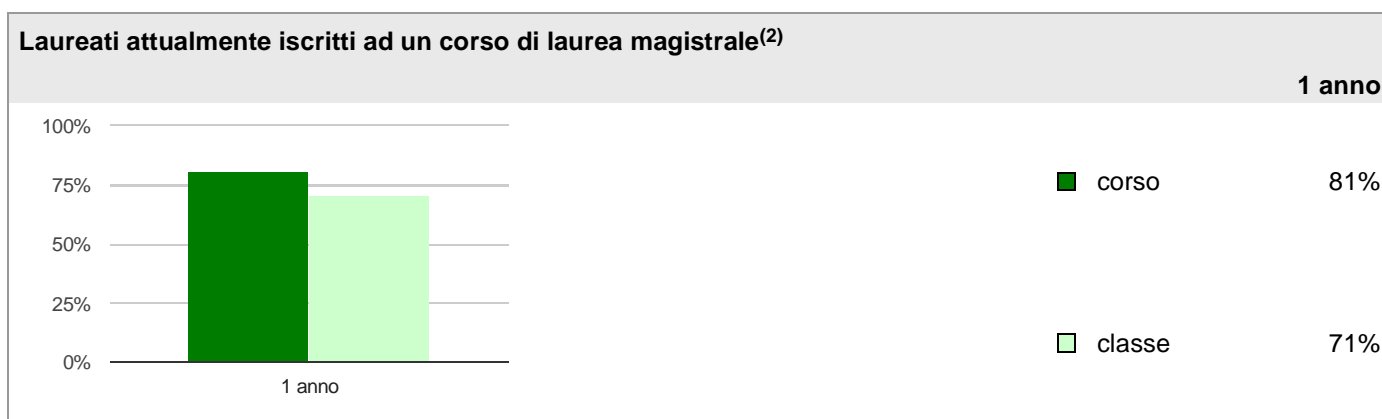 Laureati attualmente iscritti ad un corso di laurea magistrale(2)
1 anno
100%
75%
50%
25%
0%
1 anno
corso 81%
classe 71%